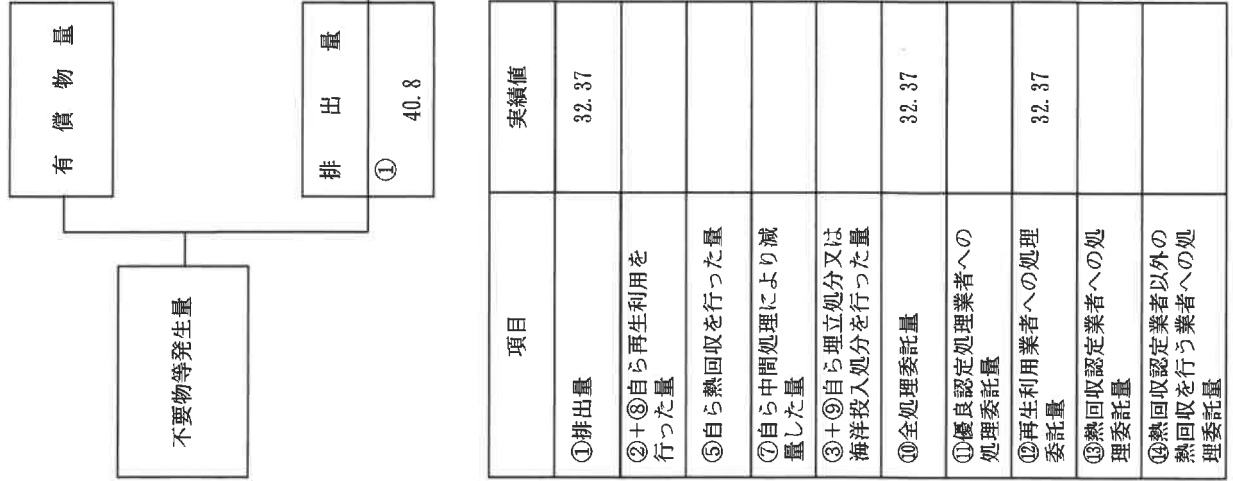 有償物量
不要物等発生量
排出量
①
40.8
項目
実績値
①排出量
32.37
②+⑧自ら再生利用を
行った量
⑤自ら熱回収を行った量
⑦自ら中間処理により減
量した量
③+⑨自ら埋立処分又は
海洋投入処分を行った量
⑩全処理委託量
32.37
⑪優良認定処理業者への
処理委託量
⑫再生利用業者への処理
委託量
32.37
⑬熱回収認定業者への処
理委託量
⑭熱回収認定業者以外の
熱回収を行う業者への処
理委託量